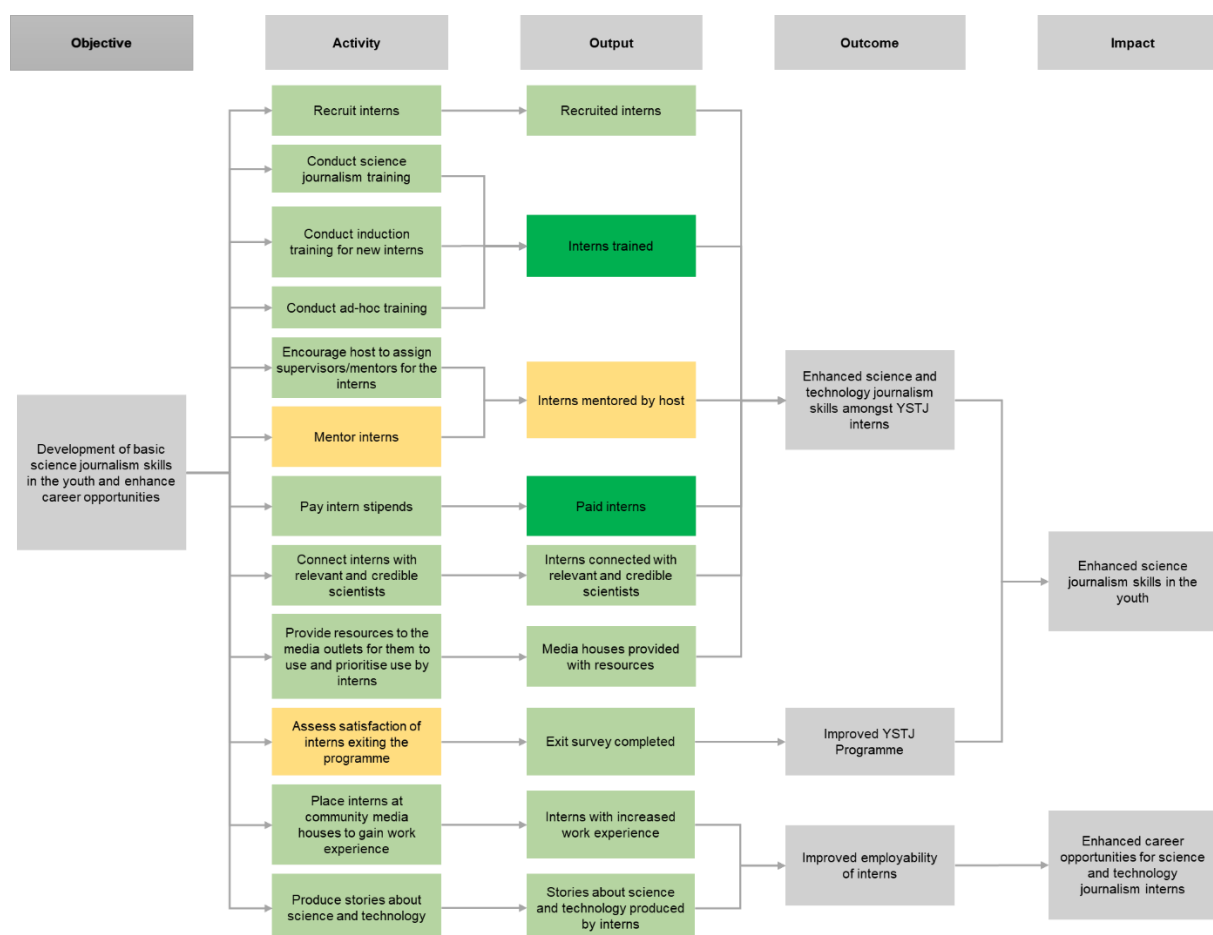 Objective
Activity
Output
Outcome
Impact
Recruit interns
Recruited interns
Conduct science
journalism training
Conduct induction
training for new interns
Interns trained
Conduct ad-hoc training
Encourage host to assign
supervisors/mentors for the
interns
Mentor interns
Interns mentored by host
Enhanced science and
technology journalism
skills amongst YSTJ
interns
Development of basic
science journalism skills
in the youth and enhance
career opportunities
Pay intern stipends
Paid interns
Connect interns with
relevant and credible
scientists
Interns connected with
relevant and credible
scientists
Enhanced science
journalism skills in the
youth
Provide resources to the
media outlets for them to
use and prioritise use by
interns
Media houses provided
with resources
Assess satisfaction of
interns exiting the
programme
Exit survey completed
Improved YSTJ
Programme
Place interns at
community media
houses to gain work
experience
Interns with increased
work experience
Improved employability
of interns
Enhanced career
opportunities for science
and technology
journalism interns
Produce stories about
science and technology
Stories about science
and technology produced
by interns